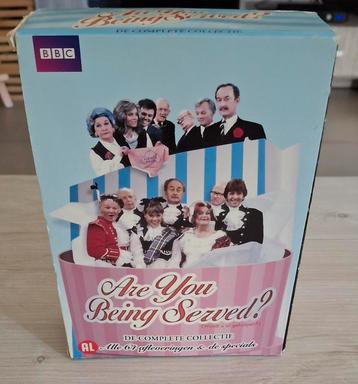 Are You
Being Served?
DE COMPLETE COLLECTIE
BBC
Are You
Being Served?
DE COMPLETE COLLECTIE
Alle 64 afleveringen & de specials
AL